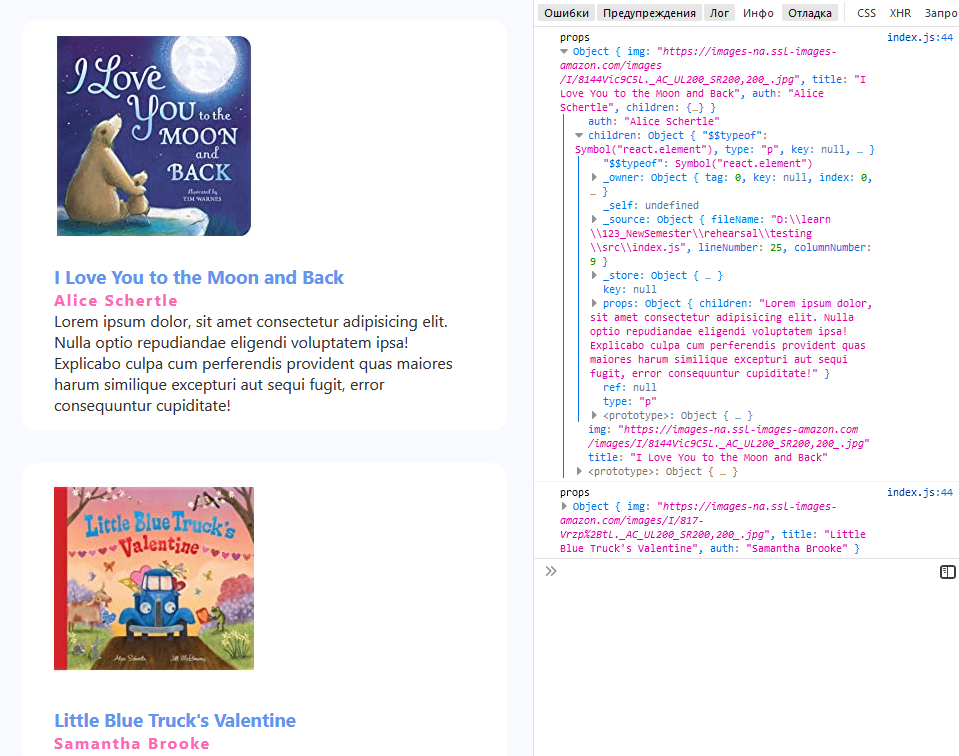 I Love
You to the
MOON
and
BACK
illustrated by
TIM WARNES
I Love You to the Moon and Back
Alice Schertle
Lorem ipsum dolor, sit amet consectetur adipisicing elit.
Nulla optio repudiandae eligendi voluptatem ipsa!
Explicabo culpa cum perferendis provident quas maiores
harum similique excepturi aut sequi fugit, error
consequuntur cupiditate!
Little Blue Truck's
Valentine
Alice Schertle Jill McElmurry
Little Blue Truck's Valentine
Samantha Brooke
Ошибки Предупреждения Лог Инфо Отладка CSS XHR Запро
props index.js:44
Object { img: "https://images-na.ssl-images-
amazon.com/images
/I/8144Vic9C5L._AC_UL200_SR200,200_.jpg", title: "I
Love You to the Moon and Back", auth: "Alice
Schertle", children: {…} }
auth: "Alice Schertle"
children: Object { "$$typeof":
Symbol("react.element"), type: "p", key: null, … }
"$$typeof": Symbol("react.element")
_owner: Object { tag: 0, key: null, index: 0,
… }
_self: undefined
_source: Object { fileName: "D:\\learn
\\123_NewSemester\\rehearsal\\testing
\\src\\index.js", lineNumber: 25, columnNumber:
9 }
_store: Object { … }
key: null
props: Object { children: "Lorem ipsum dolor,
sit amet consectetur adipisicing elit. Nulla
optio repudiandae eligendi voluptatem ipsa!
Explicabo culpa cum perferendis provident quas
maiores harum similique excepturi aut sequi
fugit, error consequuntur cupiditate!" }
ref: null
type: "p"
<prototype>: Object { … }
img: "https://images-na.ssl-images-amazon.com
/images/I/8144Vic9C5L._AC_UL200_SR200,200_.jpg"
title: "I Love You to the Moon and Back"
<prototype>: Object { … }
props index.js:44
Object { img: "https://images-na.ssl-images-
amazon.com/images/I/817-
Vrzp%2BtL._AC_UL200_SR200,200_.jpg", title: "Little
Blue Truck's Valentine", auth: "Samantha Brooke" }